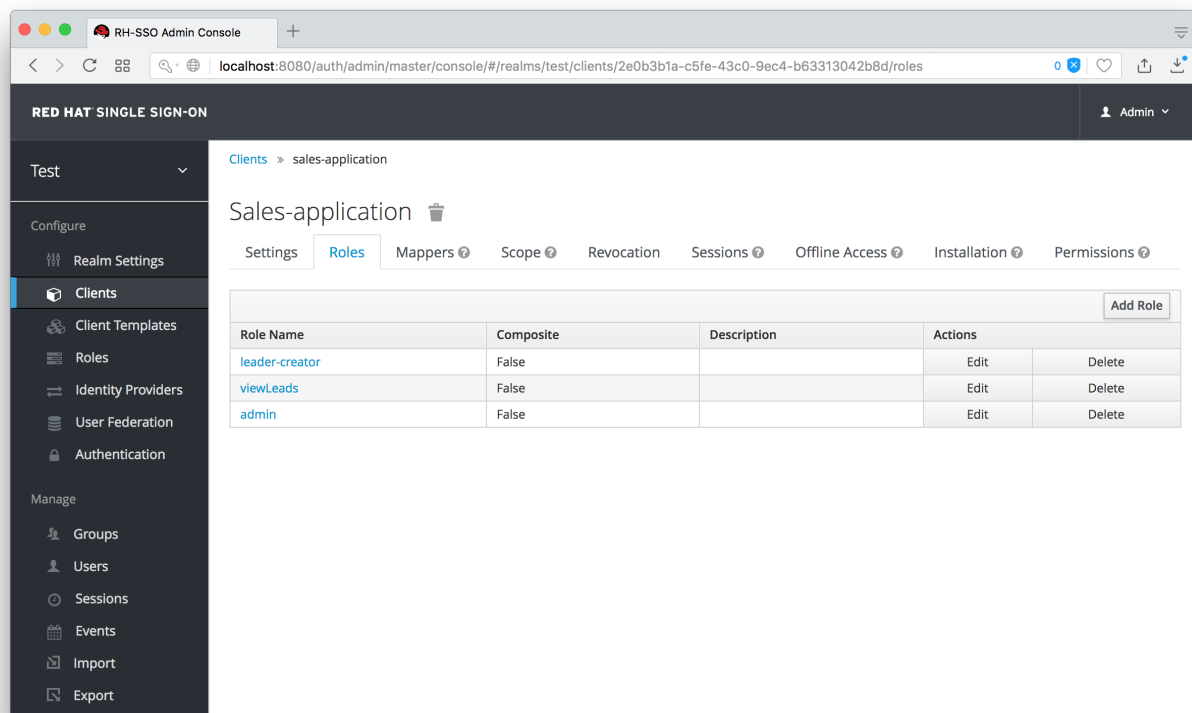 RH-SSO Admin Console
localhost:8080/auth/admin/master/console/#/realms/test/clients/2e0b3b1a-c5fe-43c0-9ec4-b63313042b8d/roles 0
RED HAT SINGLE SIGN-ON Admin
Test
Configure
Realm Settings
Clients
Client Templates
Roles
Identity Providers
User Federation
Authentication
Manage
Groups
Users
Sessions
Events
Import
Export
Clients » sales-application
Sales-application
Settings Roles Mappers ? Scope ? Revocation Sessions ? Offline Access ? Installation ? Permissions ?
Add Role
Role Name Composite Description Actions
leader-creator False Edit Delete
viewLeads False Edit Delete
admin False Edit Delete